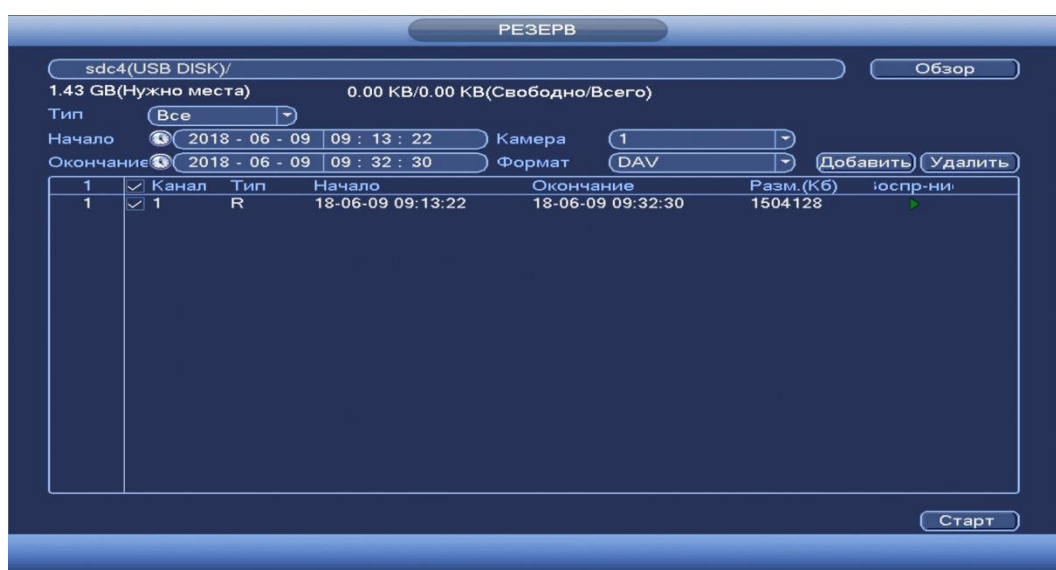 РЕЗЕРВ
sdc4(USB DISK)/ Обзор
1.43 GB(Нужно места) 0.00 KB/0.00 KB(Свободно/Всего)
Тип Все
Начало 2018 - 06 - 09 09 : 13 : 22 Камера 1
Окончание 2018 - 06 - 09 09 : 32 : 30 Формат DAV Добавить Удалить
1 Канал Тип Начало Окончание Разм.(Кб)
1 1 R 18-06-09 09:13:22 18-06-09 09:32:30 1504128
Старт